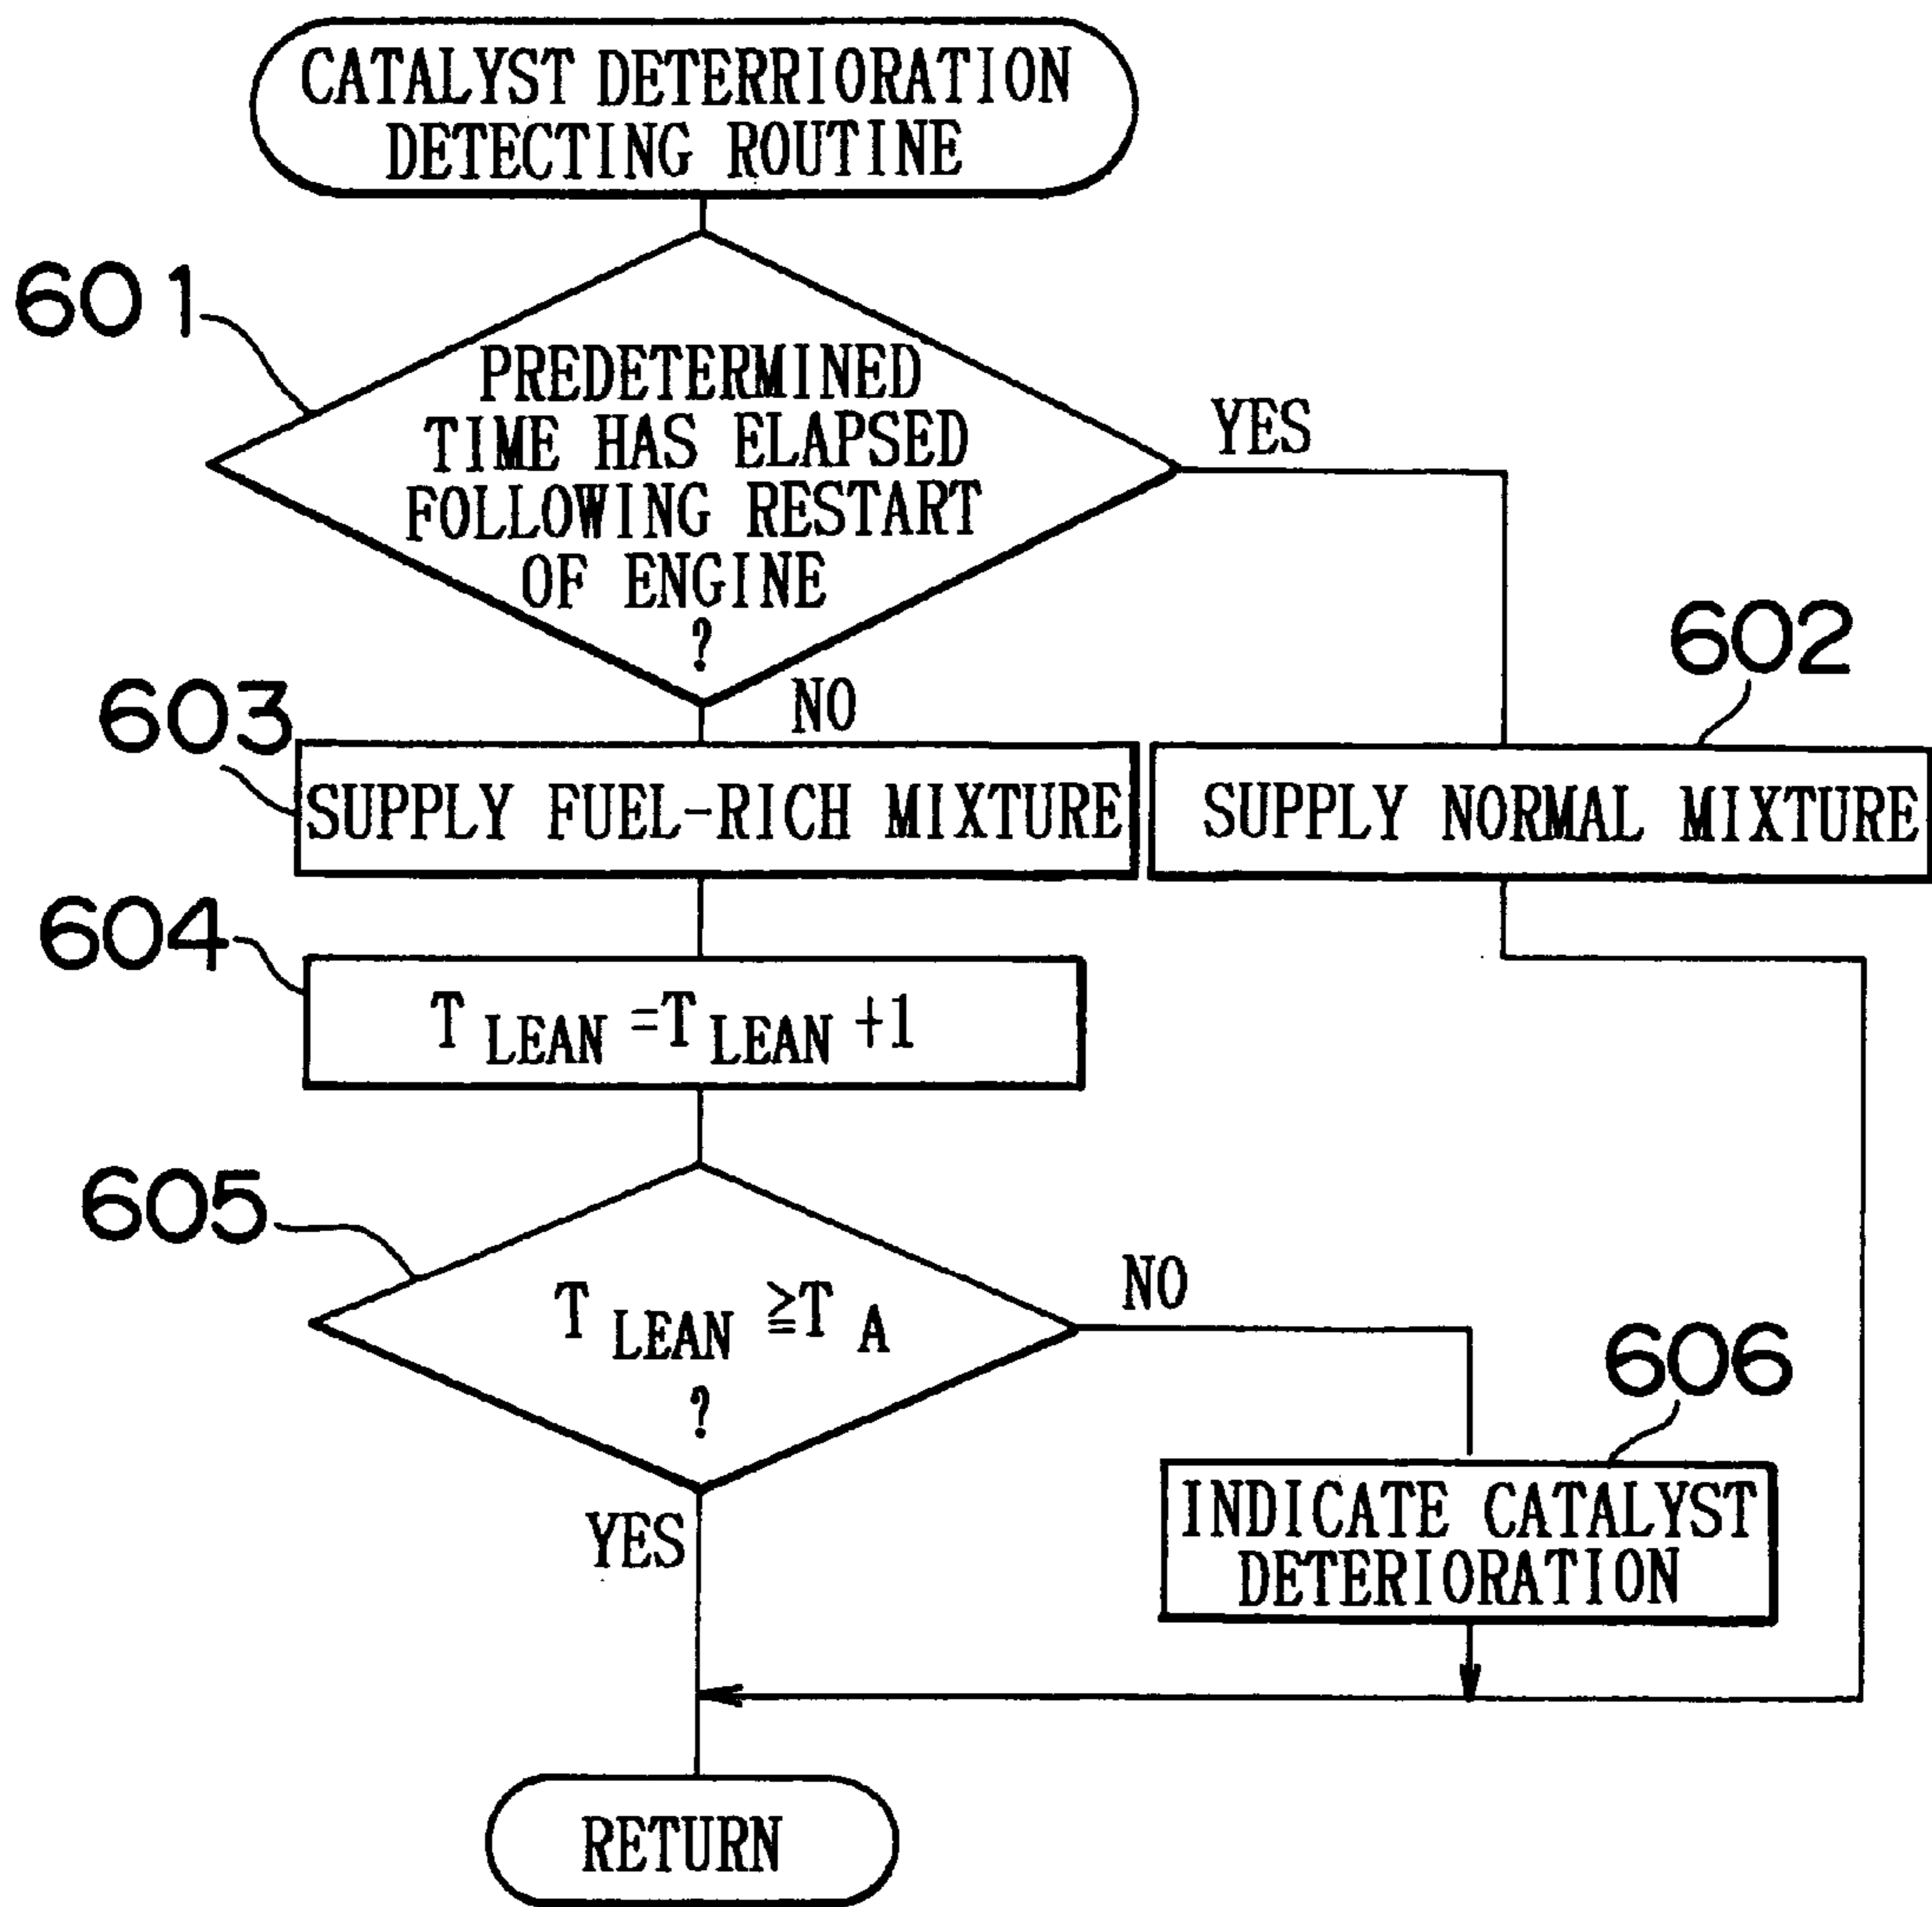 CATALYST DETERRIORATION
DETECTING ROUTINE
601
PREDETERMINED
TIME HAS ELAPSED
FOLLOWING RESTART
OF ENGINE
?
YES
NO
602
603
SUPPLY FUEL-RICH MIXTURE
SUPPLY NORMAL MIXTURE
604
T LEAN =T LEAN +1
605
T LEAN ≧T A
?
NO
YES
606
INDICATE CATALYST
DETERIORATION
RETURN